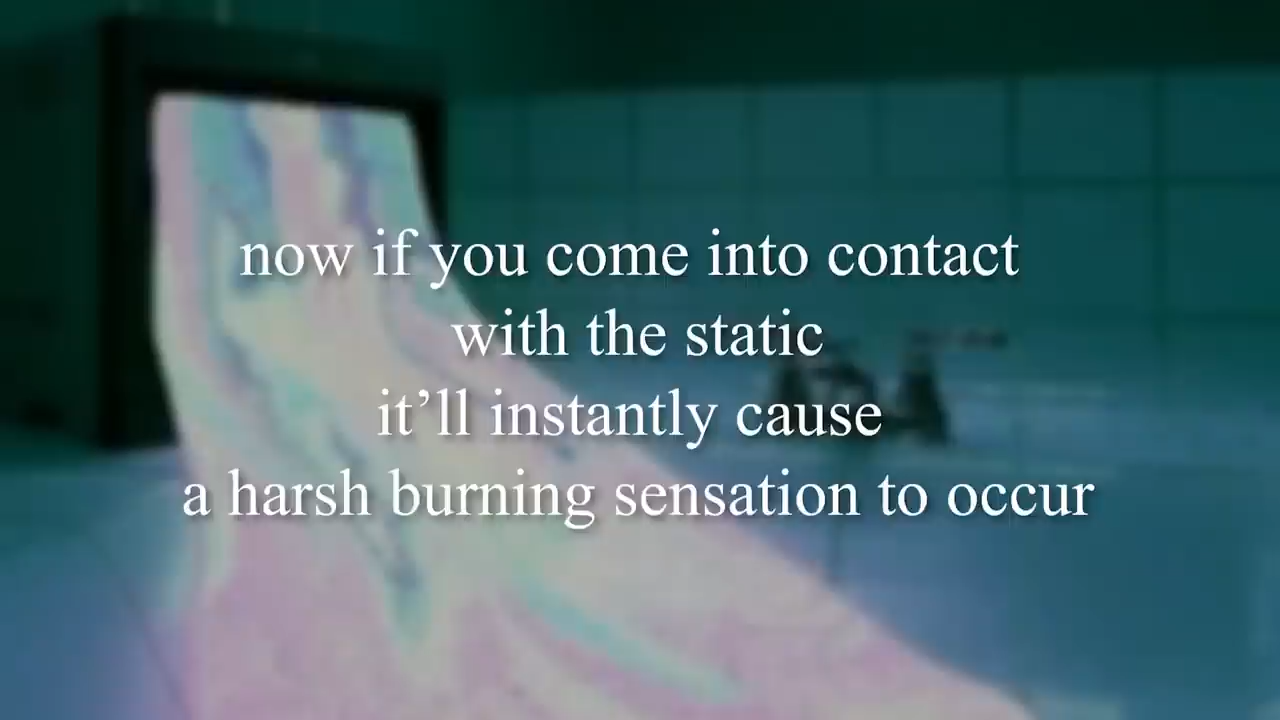 now if you come into contact
with the static
it’ll instantly cause
a harsh burning sensation to occur